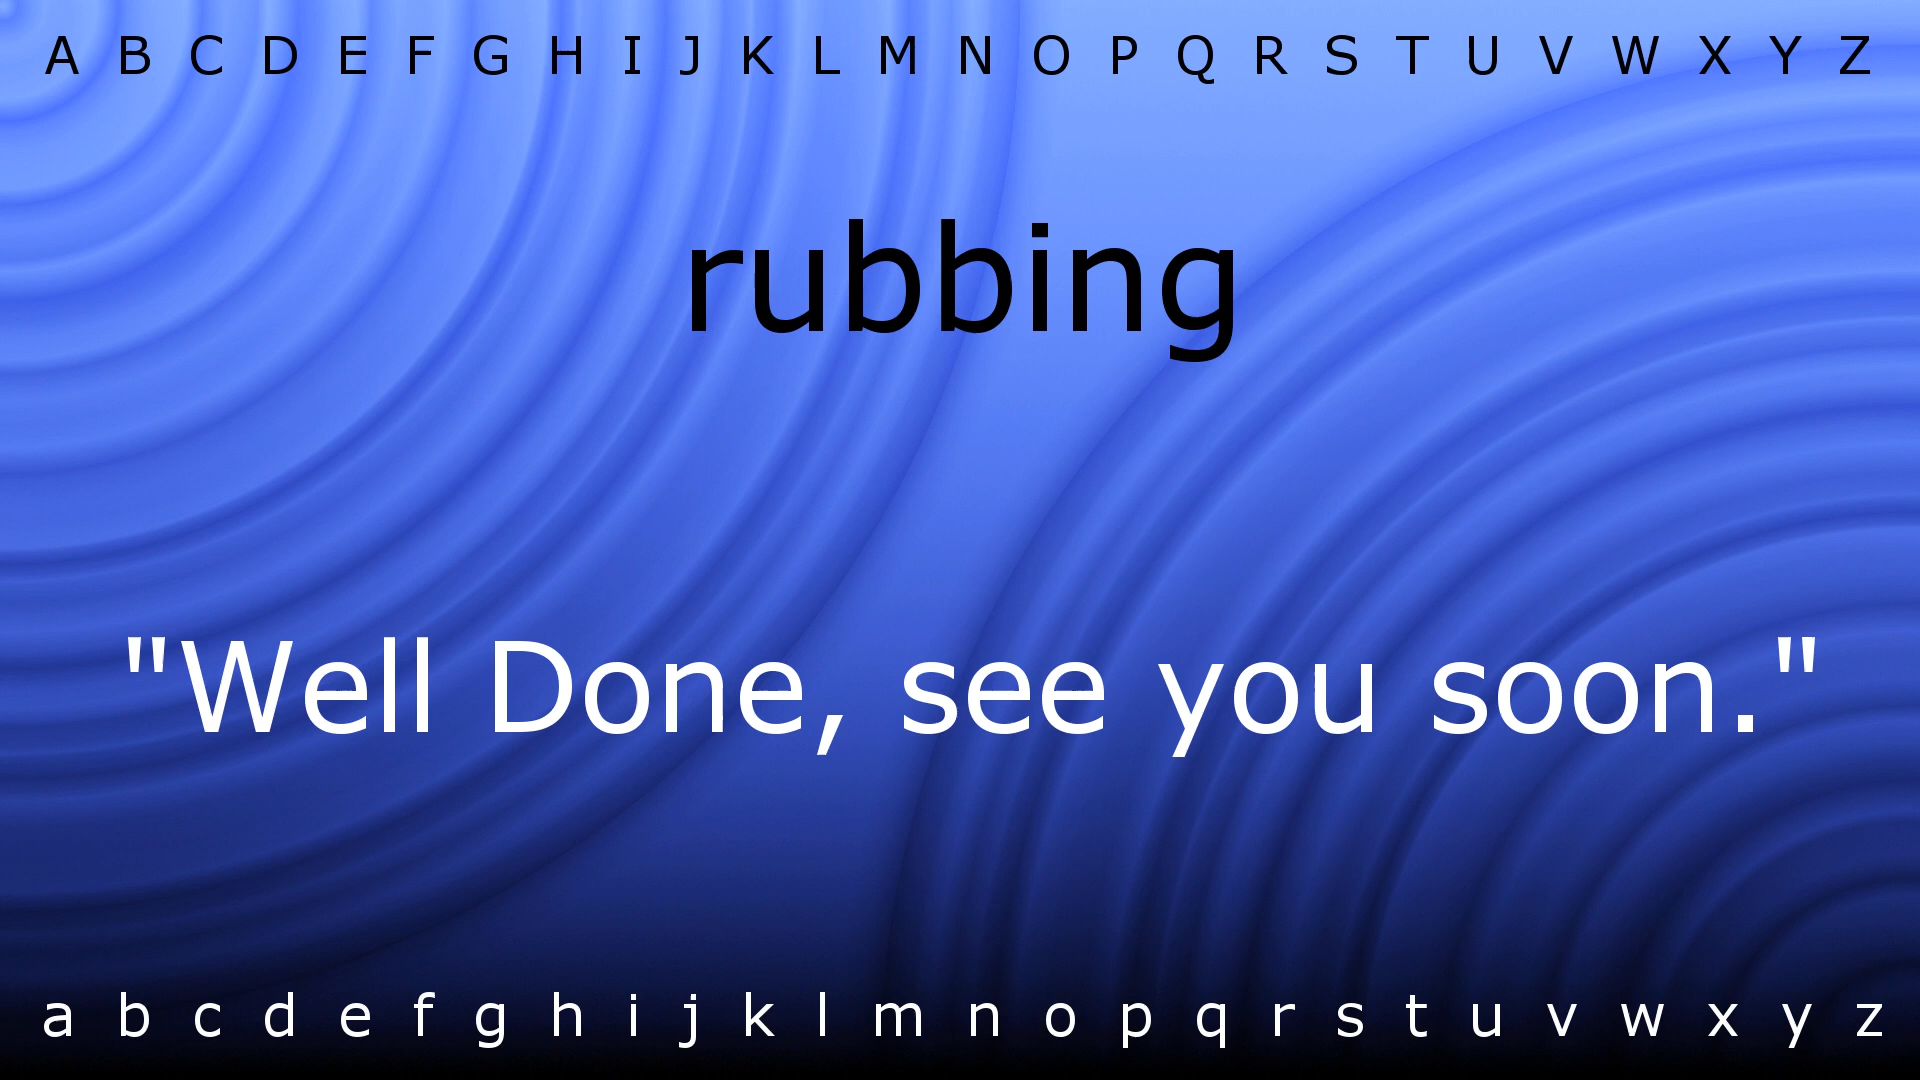 A B C D E F G H I J K L M N O P Q R S T U V W X Y Z
rubbing
"Well Done, see you soon."
a b c d e f g h i j k l m n o p q r s t u v w x y z